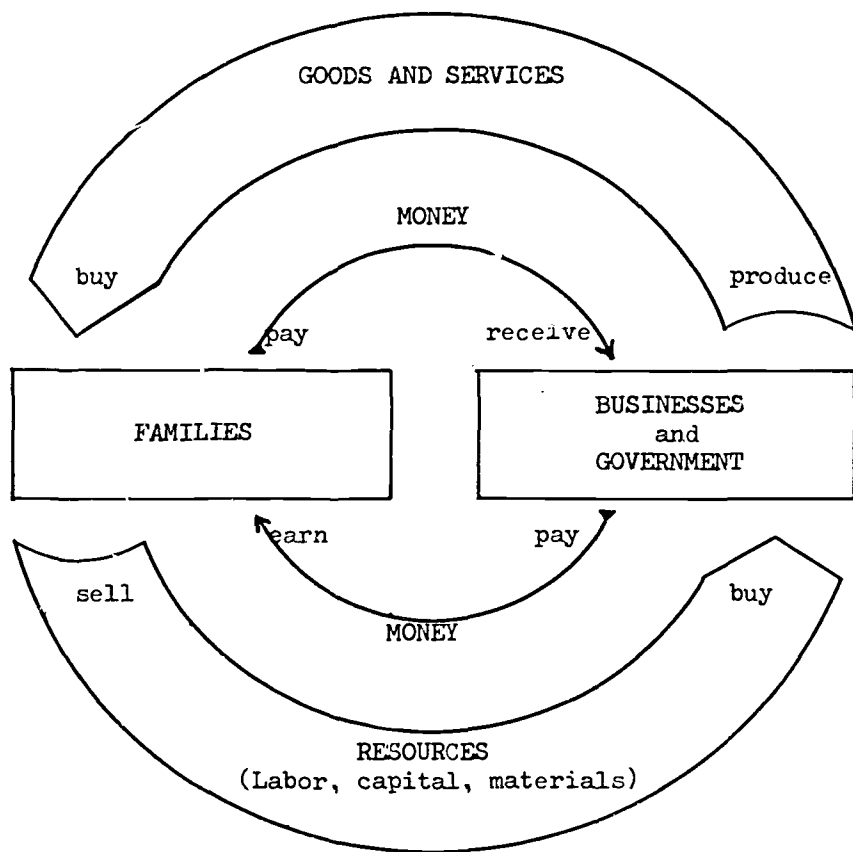 GOODS AND SERVICES
MONEY
buy
produce
pay
receive
FAMILIES
BUSINESSES
and
GOVERNMENT
earn
pay
sell
buy
MONEY
RESOURCES
(Labor, capital, materials)